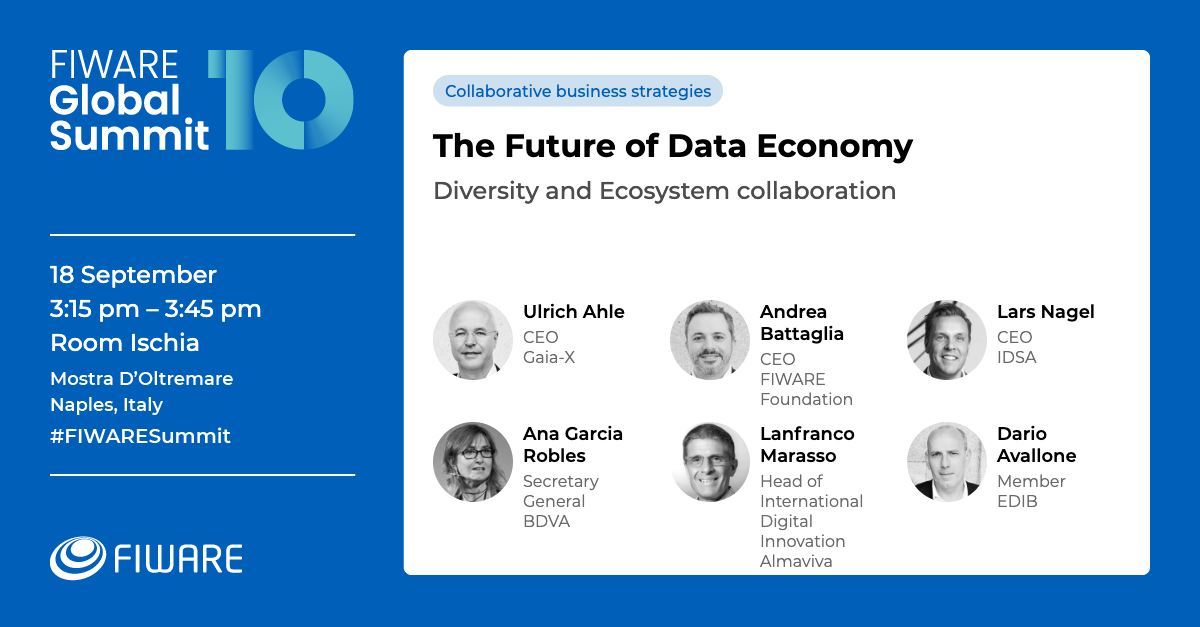 FIWARE
Global
Summit
10
18 September
3:15 pm – 3:45 pm
Room Ischia
Mostra D’Oltremare
Naples, Italy
#FIWARESummit
FIWARE
Collaborative business strategies
The Future of Data Economy
Diversity and Ecosystem collaboration
Ulrich Ahle
CEO
Gaia-X
Andrea
Battaglia
CEO
FIWARE
Foundation
Lars Nagel
CEO
IDSA
Ana Garcia
Robles
Secretary
General
BDVA
Lanfranco
Marasso
Head of
International
Digital
Innovation
Almaviva
Dario
Avallone
Member
EDIB